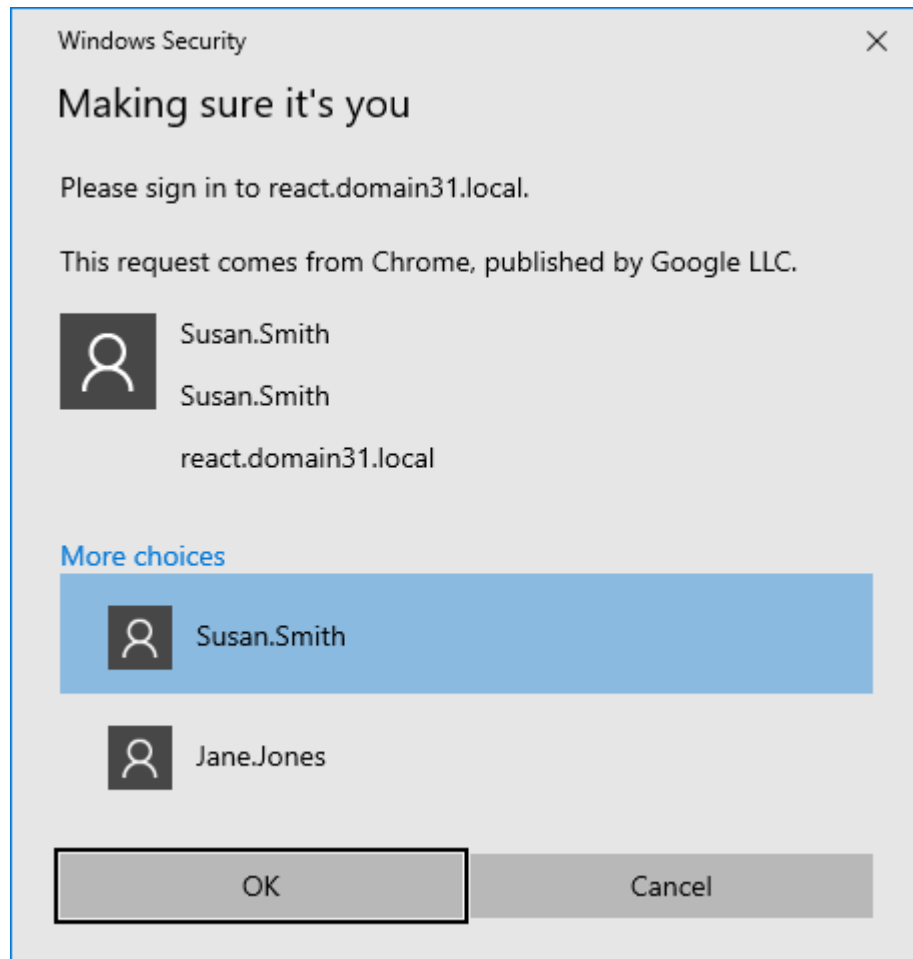 Windows Security
Making sure it's you
Please sign in to react.domain31.local.
This request comes from Chrome, published by Google LLC.
Susan.Smith
Susan.Smith
react.domain31.local
More choices
Susan.Smith
Jane.Jones
OK
Cancel